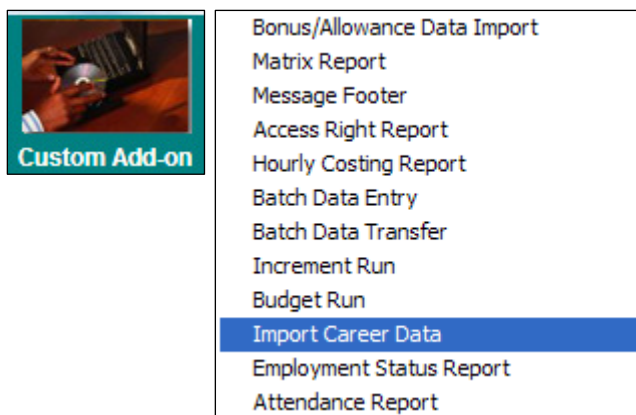 Custom Add-on
Bonus/Allowance Data Import
Matrix Report
Message Footer
Access Right Report
Hourly Costing Report
Batch Data Entry
Batch Data Transfer
Increment Run
Budget Run
Import Career Data
Employment Status Report
Attendance Report